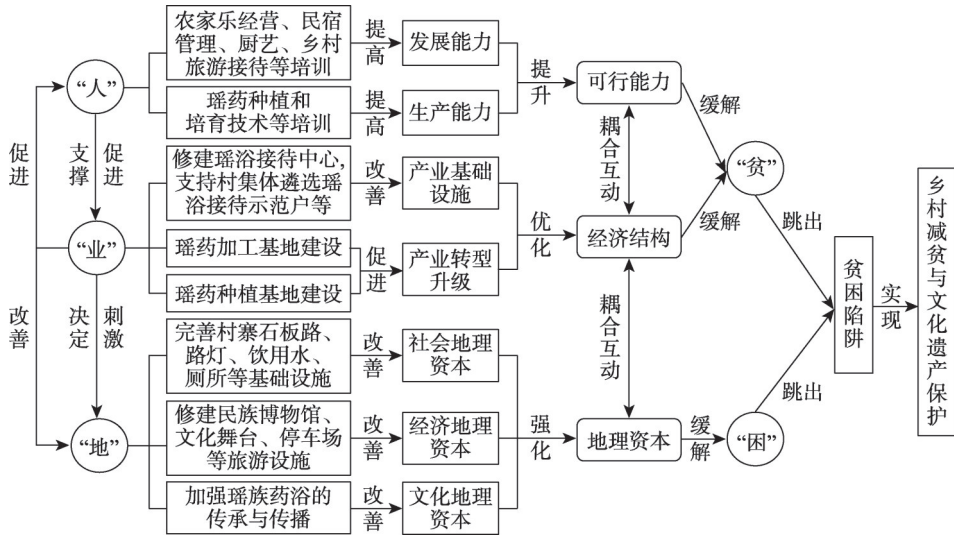 农家乐经营、民宿
管理、厨艺、乡村
旅游接待等培训
提高
发展能力
“人”
瑶药种植和
培育技术等培训
提高
生产能力
提升
可行能力
缓解
促进
支撑
促进
修建瑶浴接待中心,
支持村集体遴选瑶
浴接待示范户等
改善
产业基础
设施
耦合互动
“贫”
“业”
瑶药加工基地建设
瑶药种植基地建设
促进
产业转型
升级
优化
经济结构
缓解
跳出
改善
决定
刺激
完善村寨石板路、
路灯、饮用水、
厕所等基础设施
改善
社会地理
资本
耦合互动
贫困陷阱
实现
乡村减贫与文化遗产保护
“地”
修建民族博物馆、
文化舞台、停车场
等旅游设施
改善
经济地理
资本
强化
地理资本
缓解
“困”
跳出
加强瑶族药浴的
传承与传播
改善
文化地理
资本